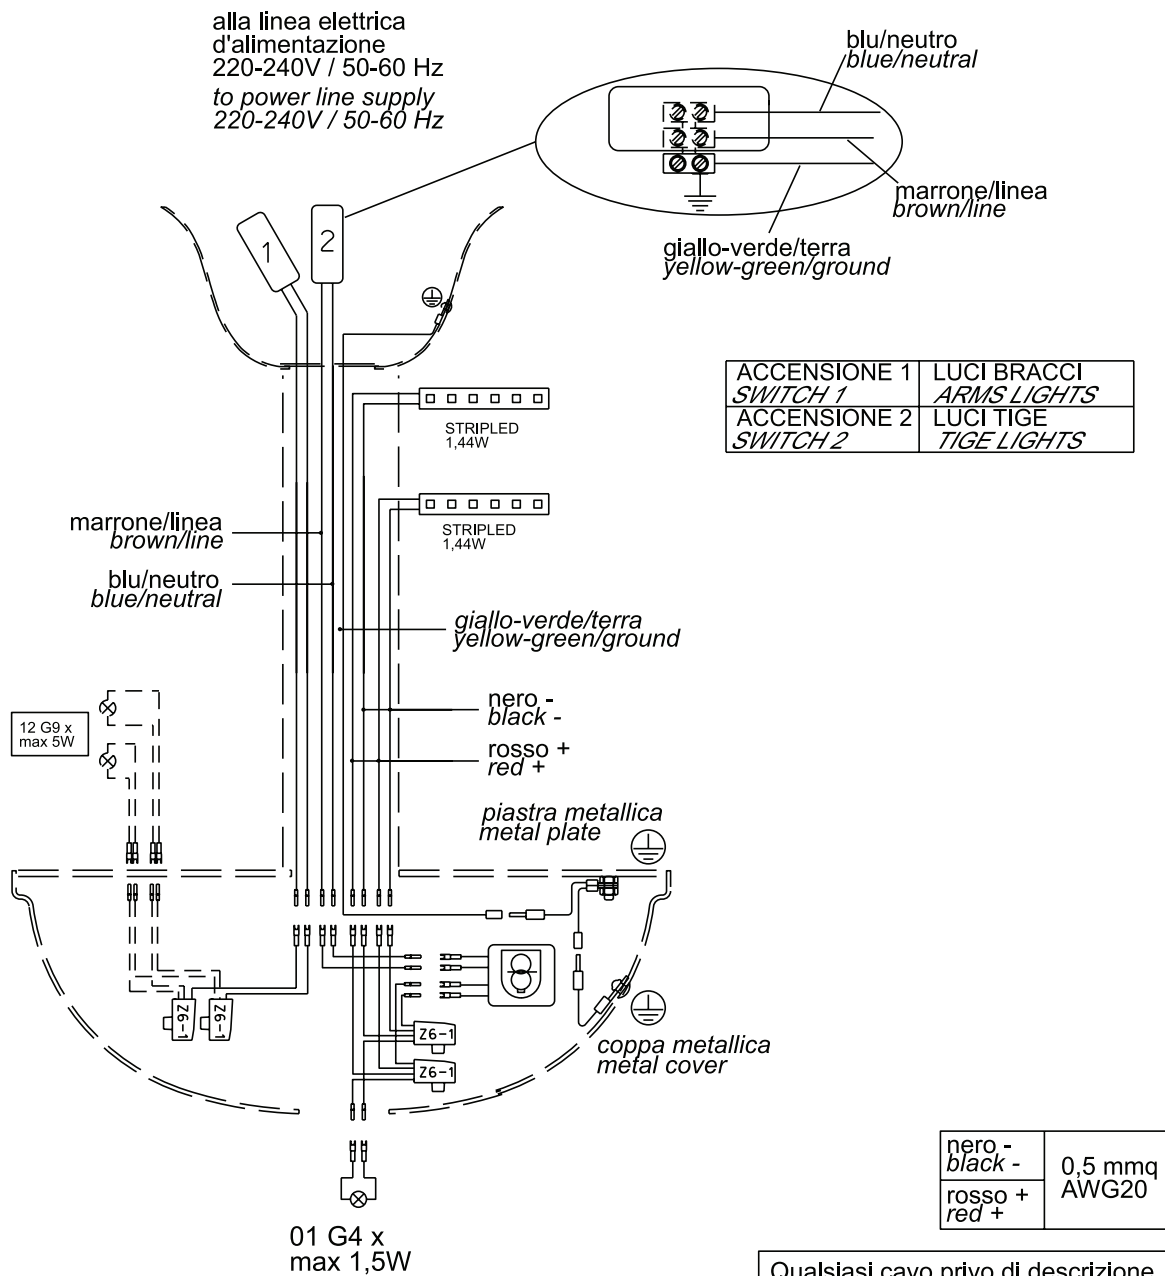 alla linea elettrica
d'alimentazione
220-240V / 50-60 Hz
to power line supply
220-240V / 50-60 Hz
blu/neutro
blue/neutral
marrone/linea
brown/line
giallo-verde/terra
yellow-green/ground
1
2
ACCENSIONE 1 LUCI BRACCI
SWITCH 1 ARMS LIGHTS
ACCENSIONE 2 LUCI TIGE
SWITCH 2 TIGE LIGHTS
STRIPLED
1,44W
STRIPLED
1,44W
marrone/linea
brown/line
blu/neutro
blue/neutral
giallo-verde/terra
yellow-green/ground
nero -
black -
rosso +
red +
12 G9 x
max 5W
piastra metallica
metal plate
Z6-1
Z6-1
Z6-1
Z6-1
coppa metallica
metal cover
01 G4 x
max 1,5W
nero -
black -
rosso +
red +
0,5 mmq
AWG20
Qualsiasi cavo privo di descrizione